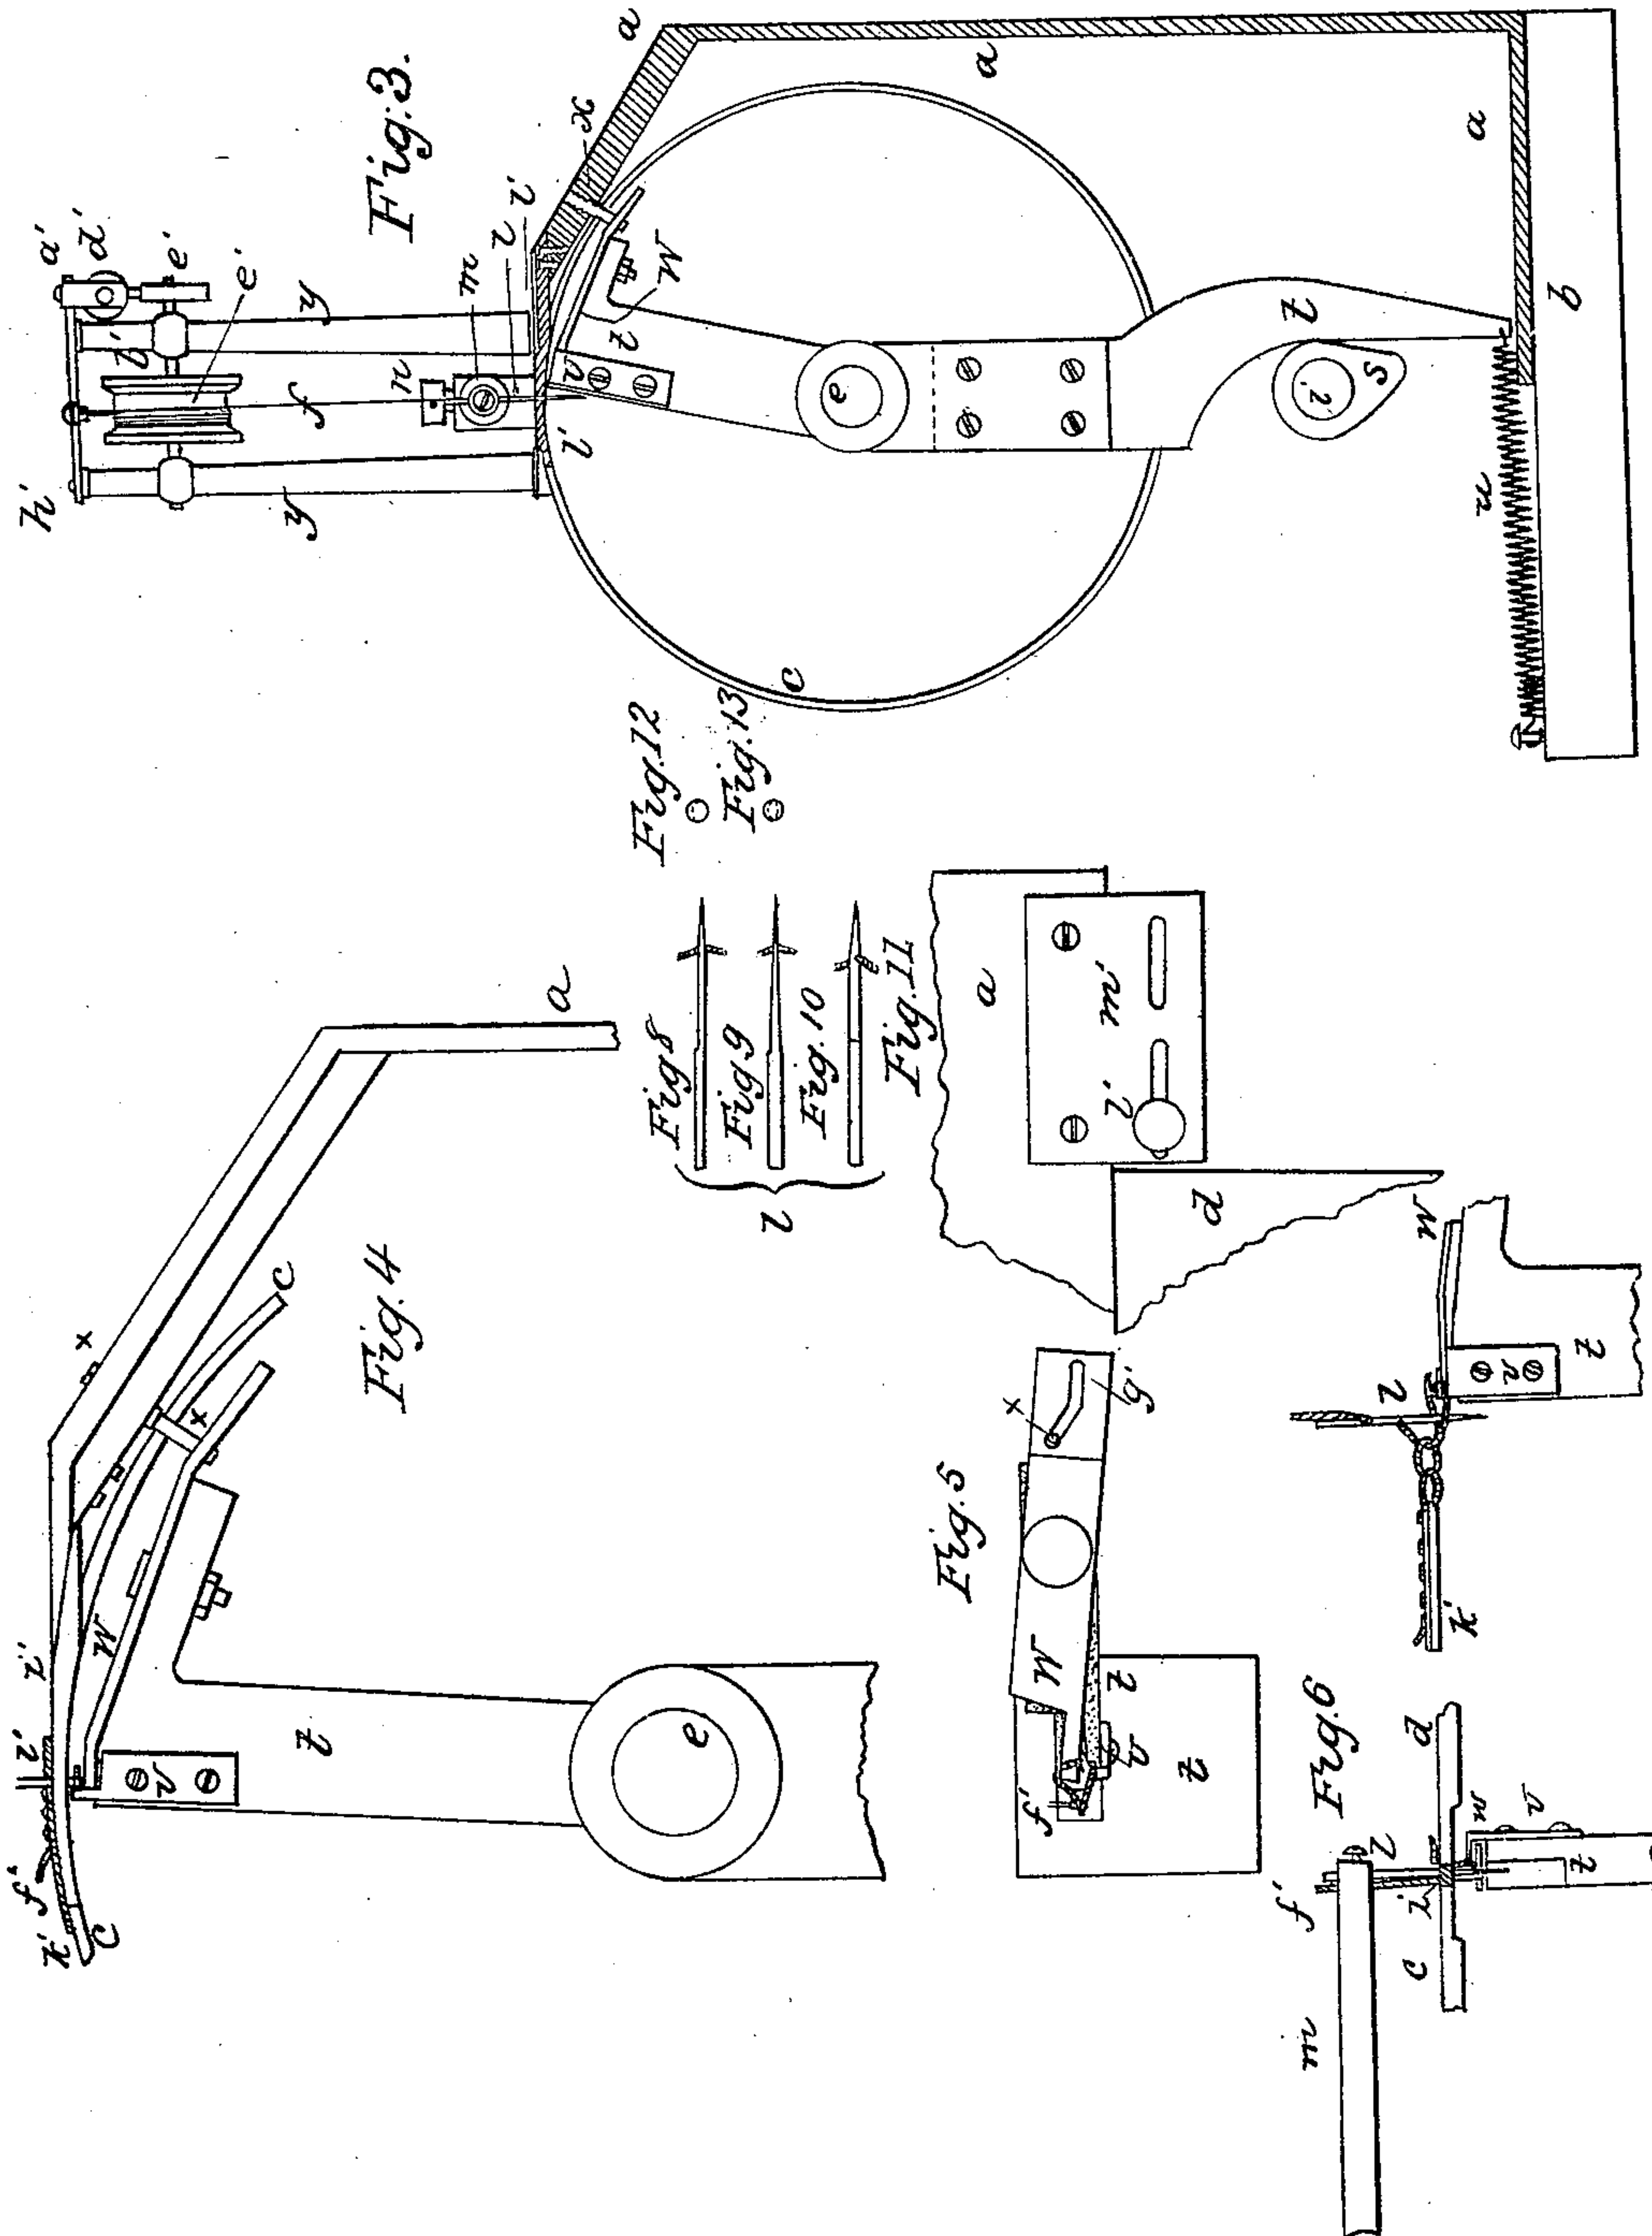 Fig. 3.
h'
a'
d'
e'
e'
b'
y
y
f
n
m
l
i'
l'
x
a
a
a
w
t
v
e
c
t
i
s
u
b
Fig. 12
Fig. 13
Fig. 4
a
x
x
c
w
i'
f'
k'
c
v
t
e
Fig 8
Fig 9
Fig. 10
l
Fig. 11
a
m'
d
Fig. 5
x
g'
w
f'
v
t
t
l
w
v
t
k'
Fig. 6
m
f'
l
d
w
v
t
c